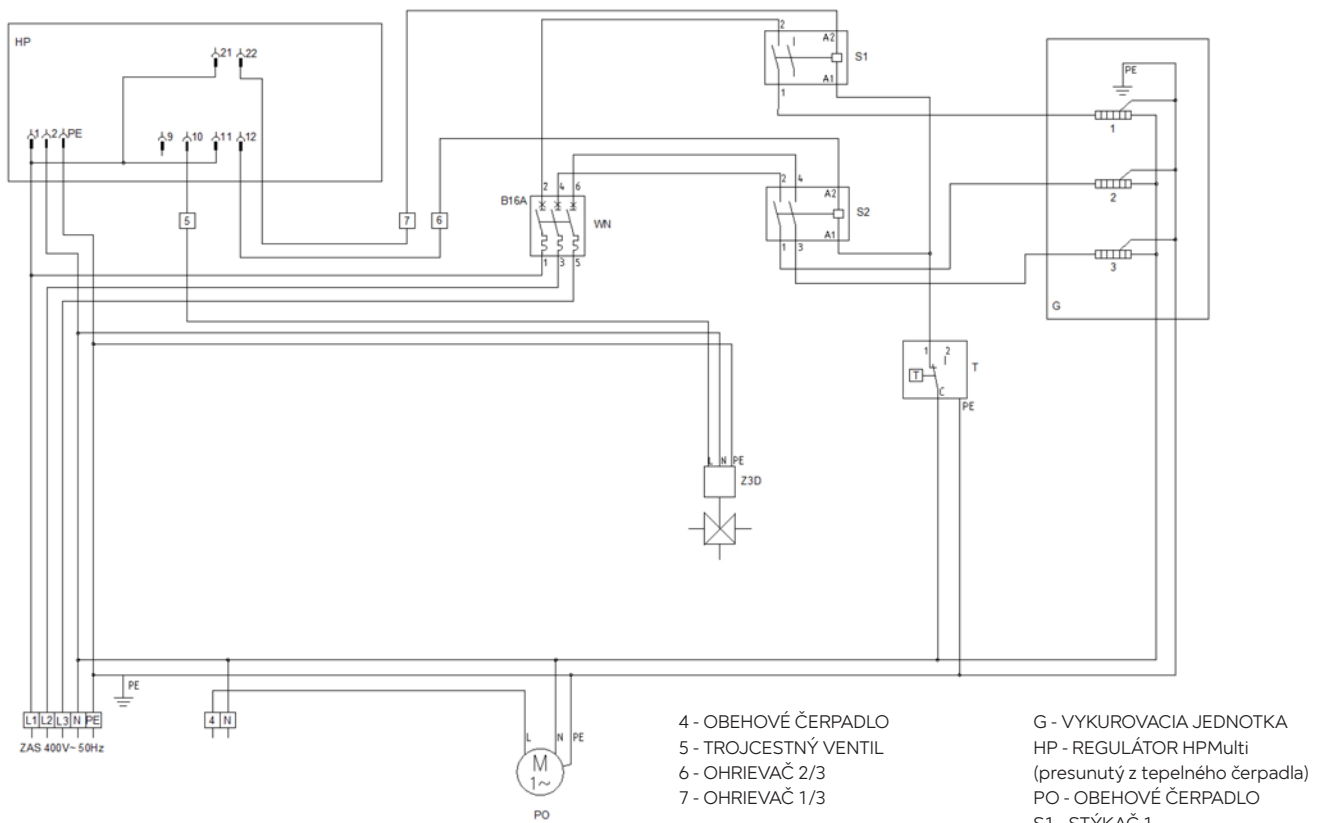 2
HP
21 22
A2
S1
A1
1
PE
1
1 2 PE
9 10 11 12
2 4 6
B16A
WN
1 3 5
5
7
6
2 4
A2
S2
A1
1 3
2
3
G
1 2
T
T
C
PE
L N PE
Z3D
PE
L1 L2 L3 N PE
ZAS 400V~ 50Hz
4 N
L N PE
M
1~
PO
4 - OBEHOVÉ ČERPADLO
5 - TROJCESTNÝ VENTIL
6 - OHRIEVAČ 2/3
7 - OHRIEVAČ 1/3
G - VYKUROVACIA JEDNOTKA
HP - REGULÁTOR HPMulti
(presunutý z tepelného čerpadla)
PO - OBEHOVÉ ČERPADLO
S1 - STÝKAČ 1